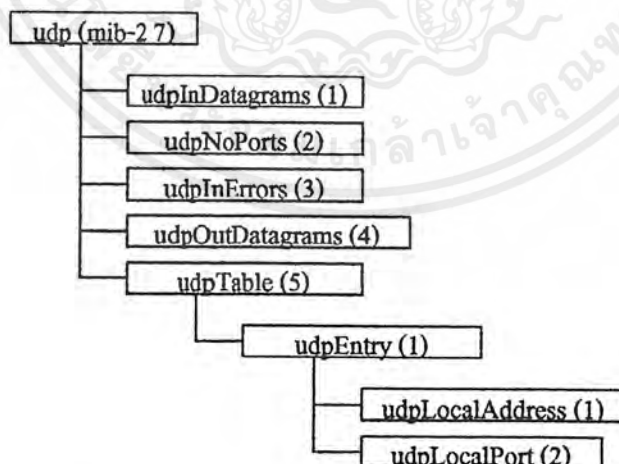 udp (mib-2 7)
udpInDatagrams (1)
udpNoPorts (2)
udpInErrors (3)
udpOutDatagrams (4)
udpTable (5)
udpEntry (1)
udpLocalAddress (1)
udpLocalPort (2)